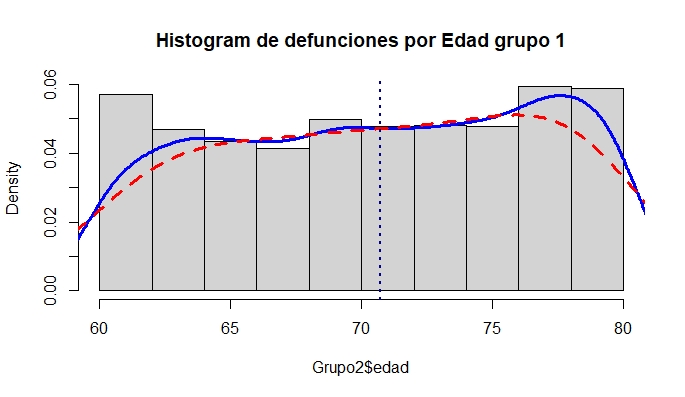 Histogram de defunciones por Edad grupo 1
Density
0.06
0.04
0.02
0.00
60 65 70 75 80
Grupo2$edad